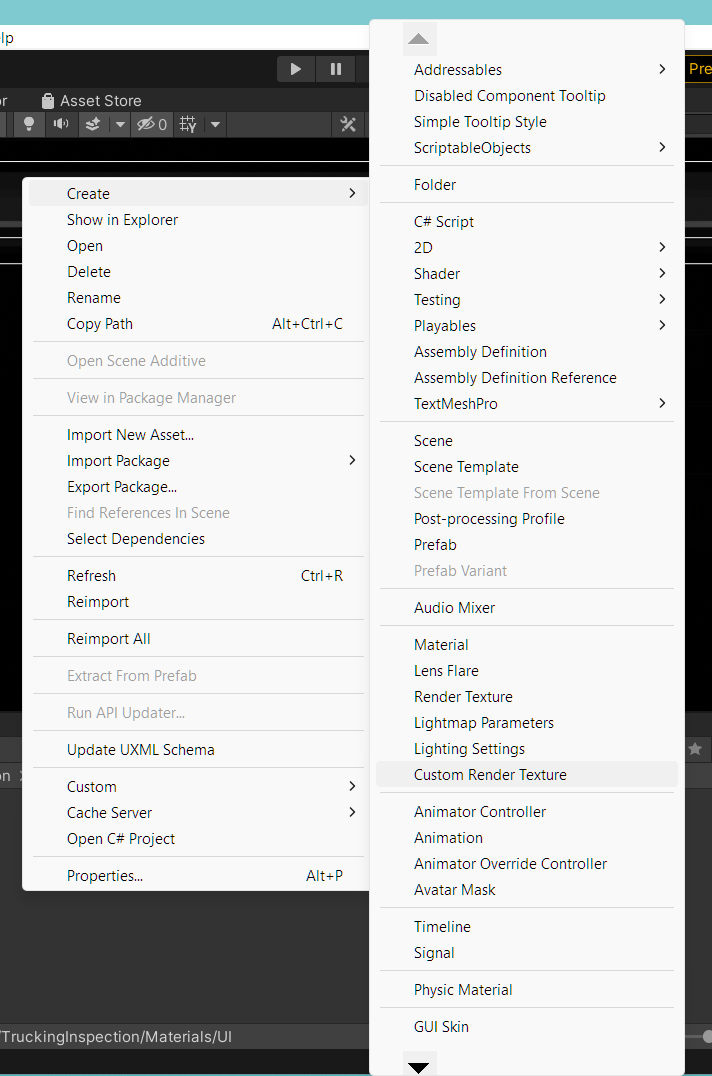 lp
Pre
or
Asset Store
0
Create
Show in Explorer
Open
Delete
Rename
Copy Path Alt+Ctrl+C
Open Scene Additive
View in Package Manager
Import New Asset...
Import Package
Export Package...
Find References In Scene
Select Dependencies
Refresh Ctrl+R
Reimport
Reimport All
Extract From Prefab
Run API Updater...
Update UXML Schema
Custom
Cache Server
Open C# Project
Properties... Alt+P
Addressables
Disabled Component Tooltip
Simple Tooltip Style
ScriptableObjects
Folder
C# Script
2D
Shader
Testing
Playables
Assembly Definition
Assembly Definition Reference
TextMeshPro
Scene
Scene Template
Scene Template From Scene
Post-processing Profile
Prefab
Prefab Variant
Audio Mixer
Material
Lens Flare
Render Texture
Lightmap Parameters
Lighting Settings
Custom Render Texture
Animator Controller
Animation
Animator Override Controller
Avatar Mask
Timeline
Signal
Physic Material
GUI Skin
on
/TruckingInspection/Materials/UI